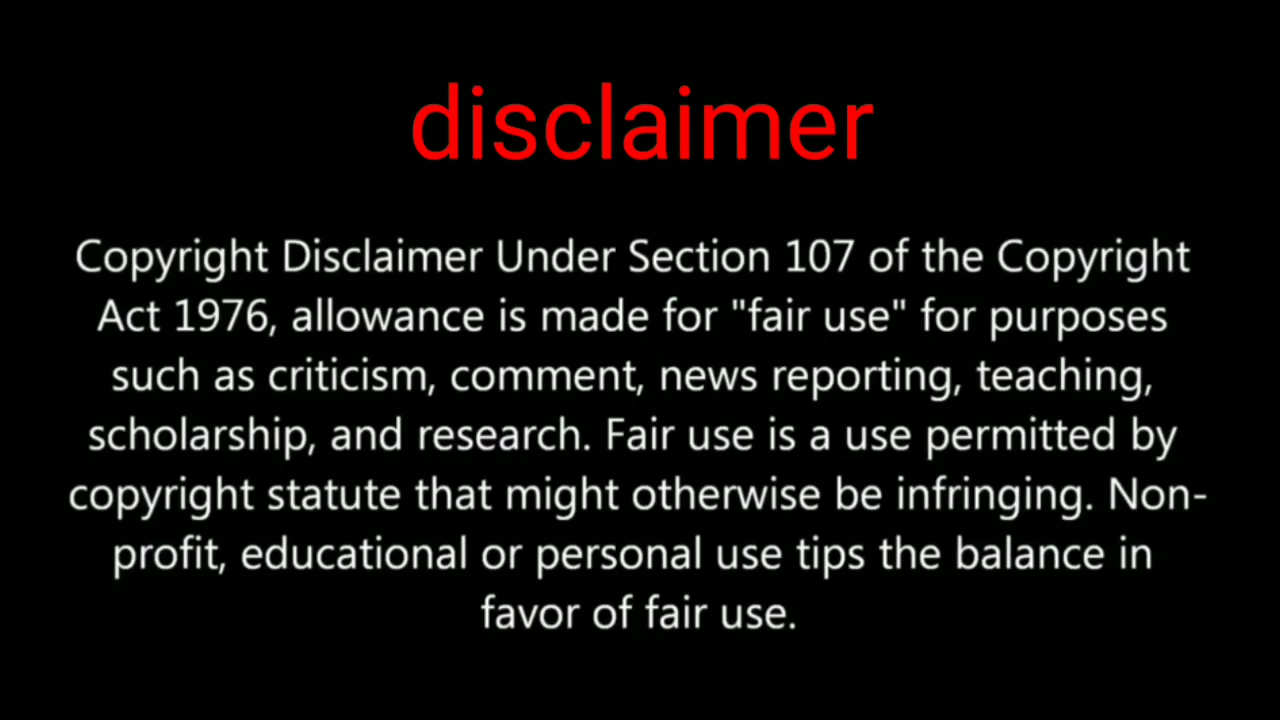 disclaimer
Copyright Disclaimer Under Section 107 of the Copyright
Act 1976, allowance is made for "fair use" for purposes
such as criticism, comment, news reporting, teaching,
scholarship, and research. Fair use is a use permitted by
copyright statute that might otherwise be infringing. Non-
profit, educational or personal use tips the balance in
favor of fair use.